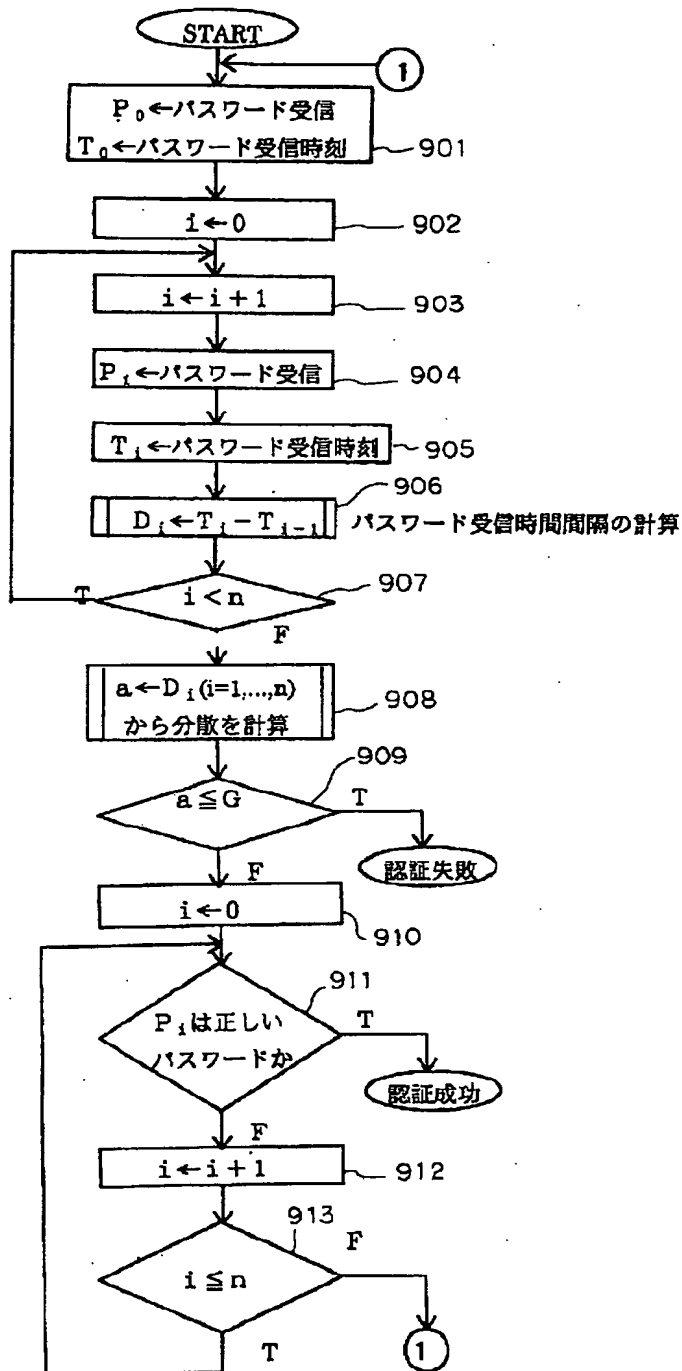 START
1
P₀←パスワード受信
T₀←パスワード受信時刻
901
i←0
902
i←i+1
903
Pᵢ←パスワード受信
904
Tᵢ←パスワード受信時刻
905
906
Dᵢ←Tᵢ−Tᵢ₋₁
パスワード受信時間間隔の計算
907
T
i<n
F
a←Dᵢ(i=1,...,n)
から分散を計算
908
909
a≦G
T
認証失敗
F
i←0
910
911
Pᵢは正しい
パスワードか
T
認証成功
F
i←i+1
912
913
F
i≦n
1
T